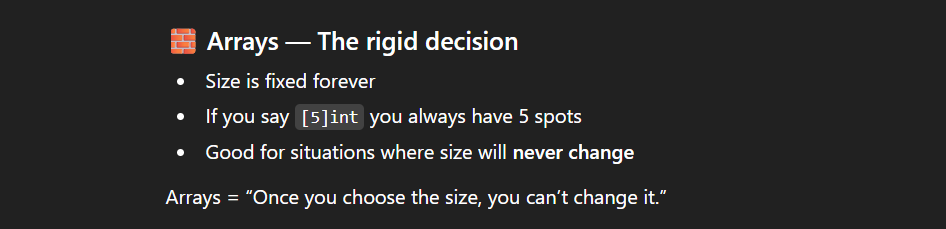 🧱 Arrays — The rigid decision
• Size is fixed forever
• If you say [5]int you always have 5 spots
• Good for situations where size will never change
Arrays = “Once you choose the size, you can’t change it.”